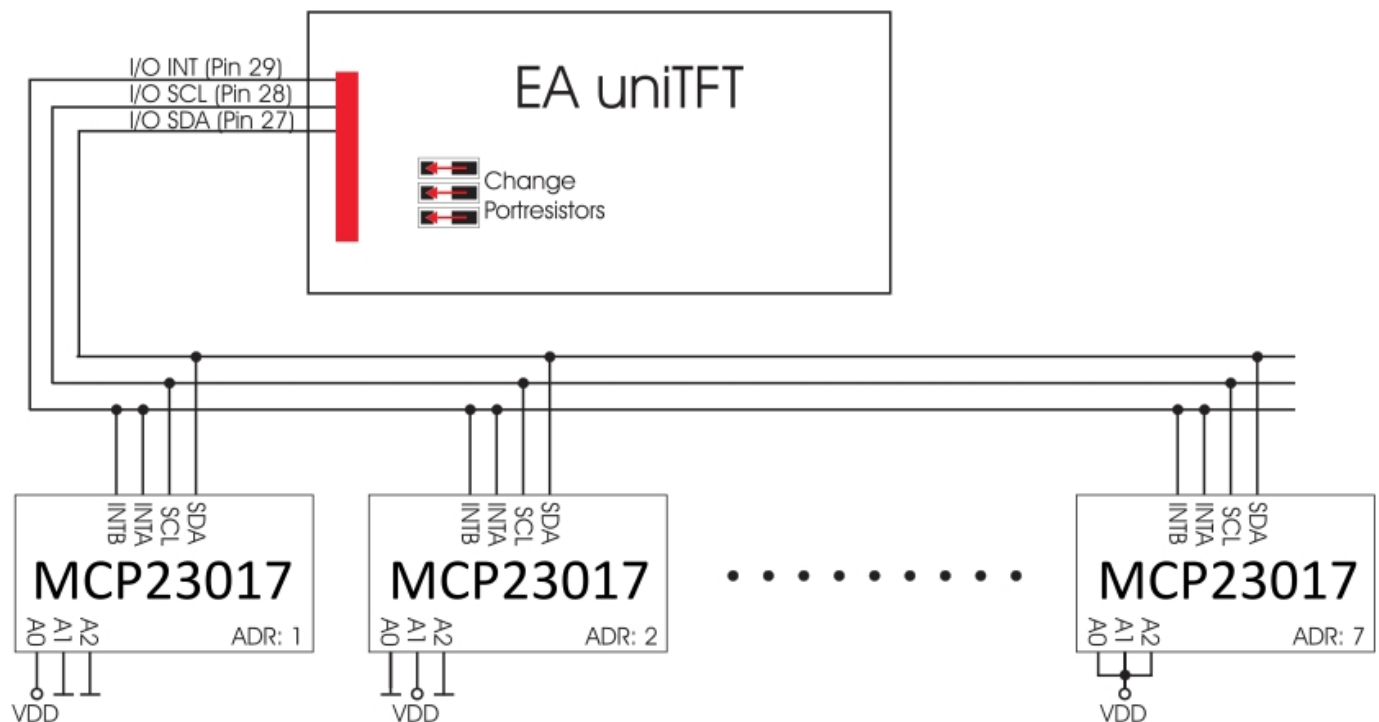 I/O INT (Pin 29)
I/O SCL (Pin 28)
I/O SDA (Pin 27)
EA uniTFT
Change
Portresistors
INTB INTA SCL SDA
MCP23017
ADR: 1
A0 A1 A2
VDD
INTB INTA SCL SDA
MCP23017
ADR: 2
A0 A1 A2
VDD
INTB INTA SCL SDA
MCP23017
ADR: 7
A0 A1 A2
VDD